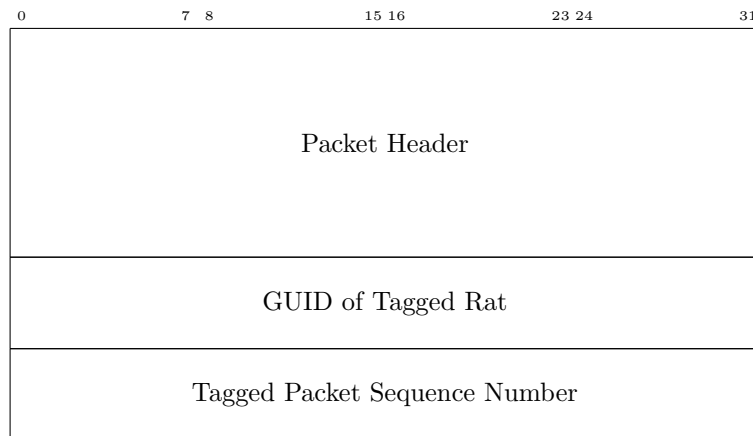 0 7 8 15 16 23 24 31
Packet Header
GUID of Tagged Rat
Tagged Packet Sequence Number